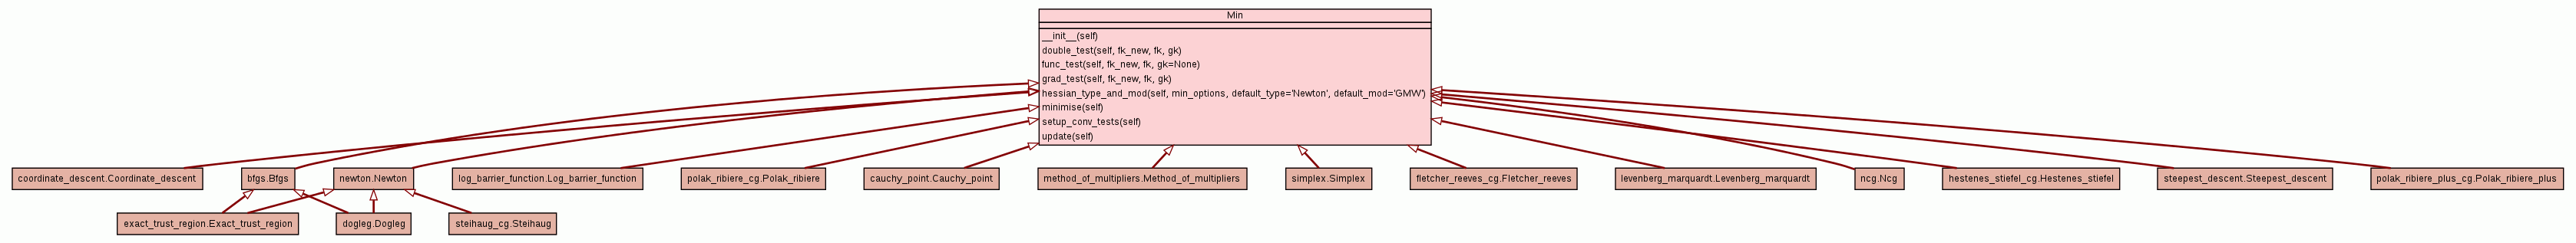 Min
__init__(self)
double_test(self, fk_new, fk, gk)
func_test(self, fk_new, fk, gk=None)
grad_test(self, fk_new, fk, gk)
hessian_type_and_mod(self, min_options, default_type='Newton', default_mod='GMW')
minimise(self)
setup_conv_tests(self)
update(self)
coordinate_descent.Coordinate_descent
bfgs.Bfgs
newton.Newton
log_barrier_function.Log_barrier_function
polak_ribiere_cg.Polak_ribiere
cauchy_point.Cauchy_point
method_of_multipliers.Method_of_multipliers
simplex.Simplex
fletcher_reeves_cg.Fletcher_reeves
levenberg_marquardt.Levenberg_marquardt
ncg.Ncg
hestenes_stiefel_cg.Hestenes_stiefel
steepest_descent.Steepest_descent
polak_ribiere_plus_cg.Polak_ribiere_plus
exact_trust_region.Exact_trust_region
dogleg.Dogleg
steihaug_cg.Steihaug